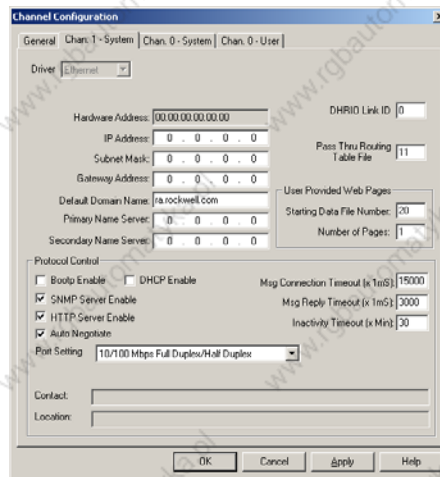 Channel Configuration
General Chan. 1 - System Chan. 0 - System Chan. 0 - User
Driver Ethernet
Hardware Address: 00:00:00:00:00:00
DHRIO Link ID 0
IP Address: 0 . 0 . 0 . 0
Subnet Mask: 0 . 0 . 0 . 0
Pass Thru Routing
Table File 11
Gateway Address: 0 . 0 . 0 . 0
User Provided Web Pages
Default Domain Name: ra.rockwell.com
Starting Data File Number: 20
Primary Name Server: 0 . 0 . 0 . 0
Number of Pages: 1
Secondary Name Server: 0 . 0 . 0 . 0
Protocol Control
Bootp Enable DHCP Enable
Msg Connection Timeout (x 1mS): 15000
SNMP Server Enable
Msg Reply Timeout (x 1mS): 3000
HTTP Server Enable
Inactivity Timeout (x Min): 30
Auto Negotiate
Port Setting 10/100 Mbps Full Duplex/Half Duplex
Contact:
Location:
OK Cancel Apply Help
www.rgbautomatyka.pl